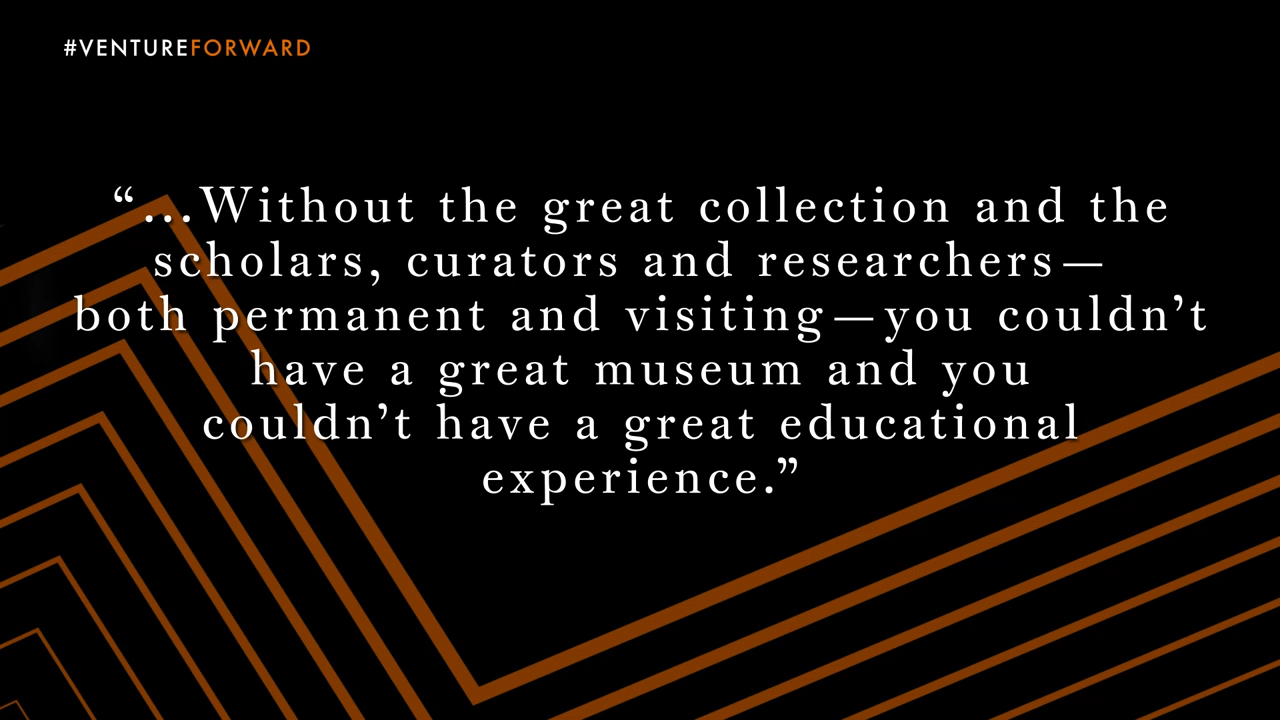 #VENTUREFORWARD
“...Without the great collection and the
scholars, curators and researchers—
both permanent and visiting—you couldn’t
have a great museum and you
couldn’t have a great educational
experience.”